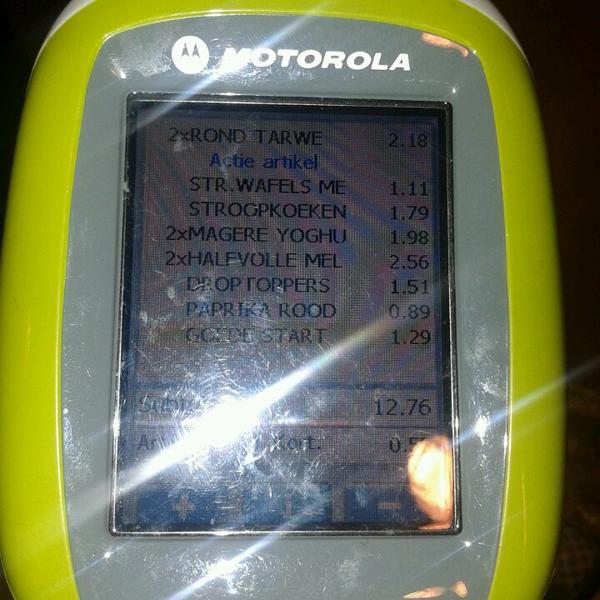 MOTOROLA
2xROND TARWE 2.18
Actie artikel
STR.WAFELS ME 1.11
STROOPKOEKEN 1.79
2xMAGERE YOGHU 1.98
2xHALFVOLLE MEL 2.56
DROPTOPPERS 1.51
PAPRIKA ROOD 0.89
GOEDE START 1.29
12.76